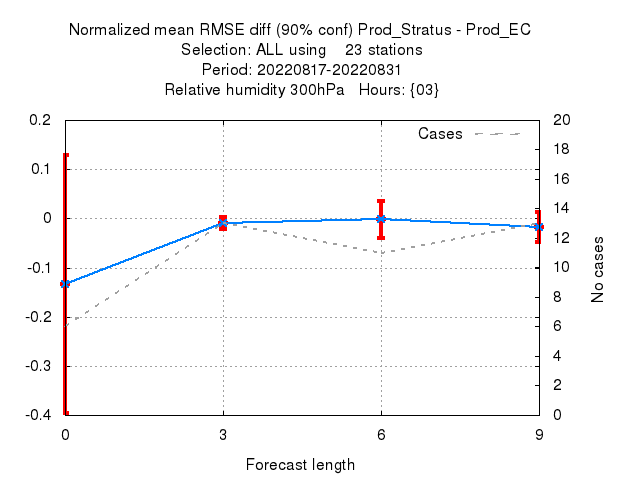 Normalized mean RMSE diff (90% conf) Prod_Stratus - Prod_EC
Selection: ALL using    23 stations
Period: 20220817-20220831
Relative humidity 300hPa   Hours: {03}
Cases
0.2
0.1
0
-0.1
-0.2
-0.3
-0.4
20
18
16
14
12
10
8
6
4
2
0
No cases
0 3 6 9
Forecast length